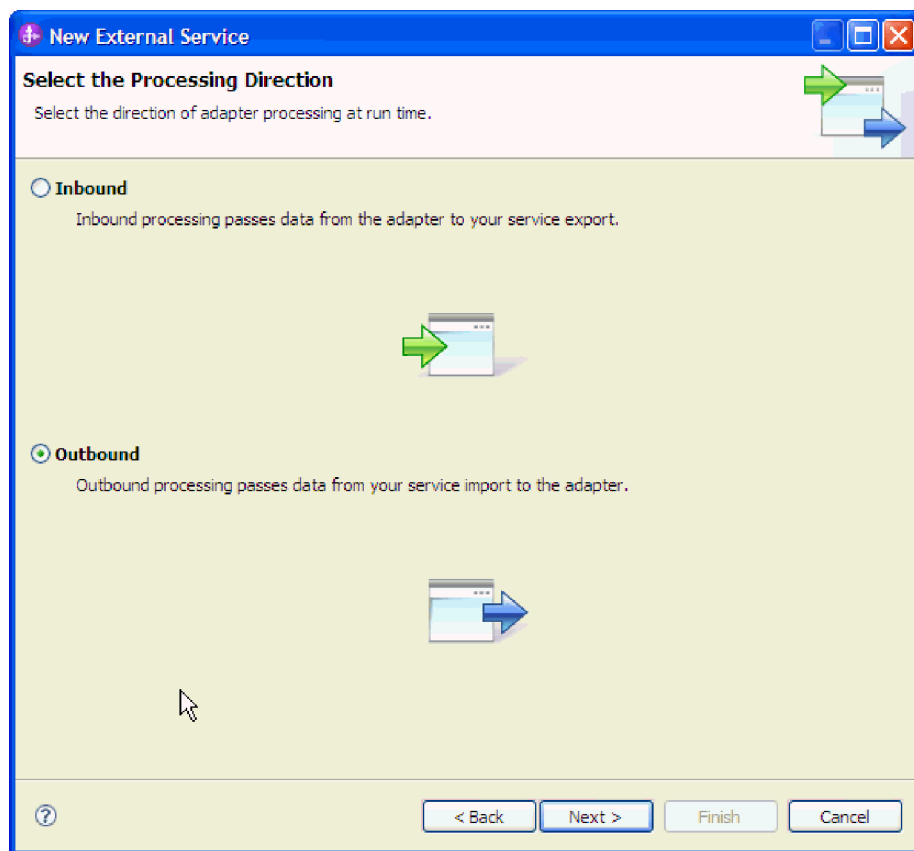 New External Service
Select the Processing Direction
Select the direction of adapter processing at run time.
Inbound
Inbound processing passes data from the adapter to your service export.
Outbound
Outbound processing passes data from your service import to the adapter.
?
< Back
Next >
Finish
Cancel